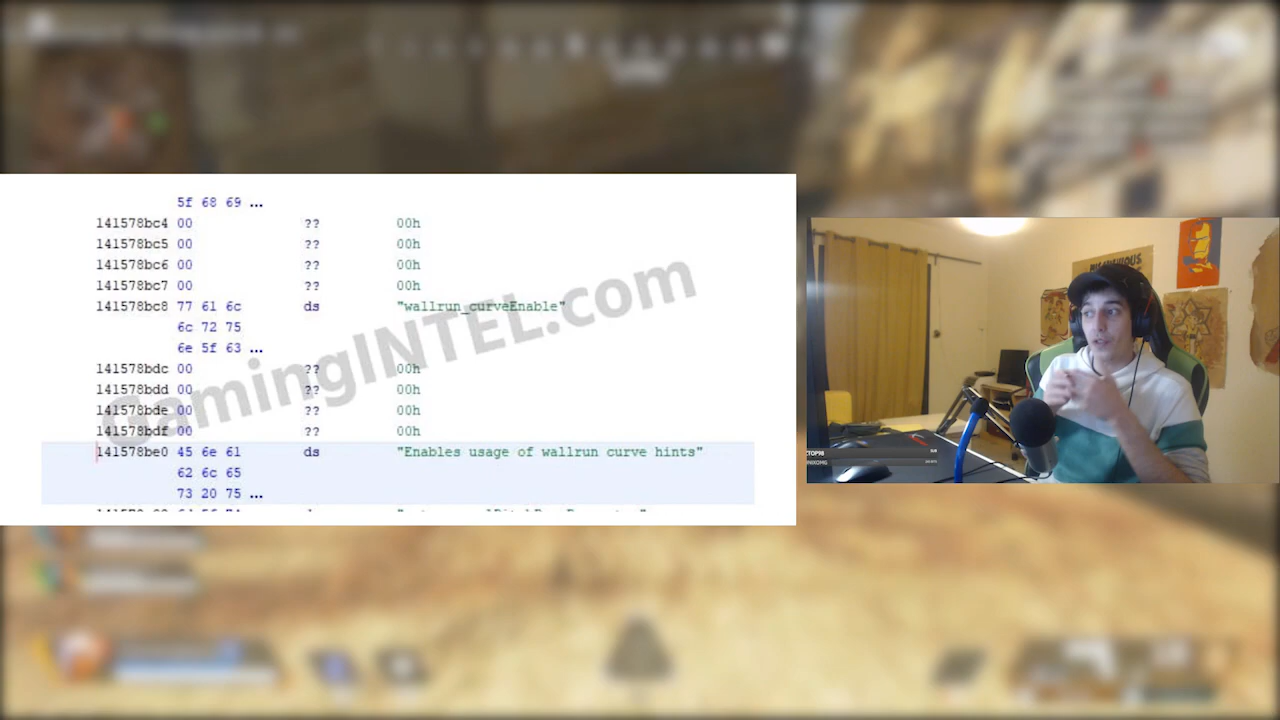 5f 68 69 ...
141578bc4 00 ?? 00h
141578bc5 00 ?? 00h
141578bc6 00 ?? 00h
141578bc7 00 ?? 00h
141578bc8 77 61 6c ds "wallrun_curveEnable"
6c 72 75
6e 5f 63 ...
141578bdc 00 ?? 00h
141578bdd 00 ?? 00h
141578bde 00 ?? 00h
141578bdf 00 ?? 00h
141578be0 45 6e 61 ds "Enables usage of wallrun curve hints"
62 6c 65
73 20 75 ...
GamingINTEL.com